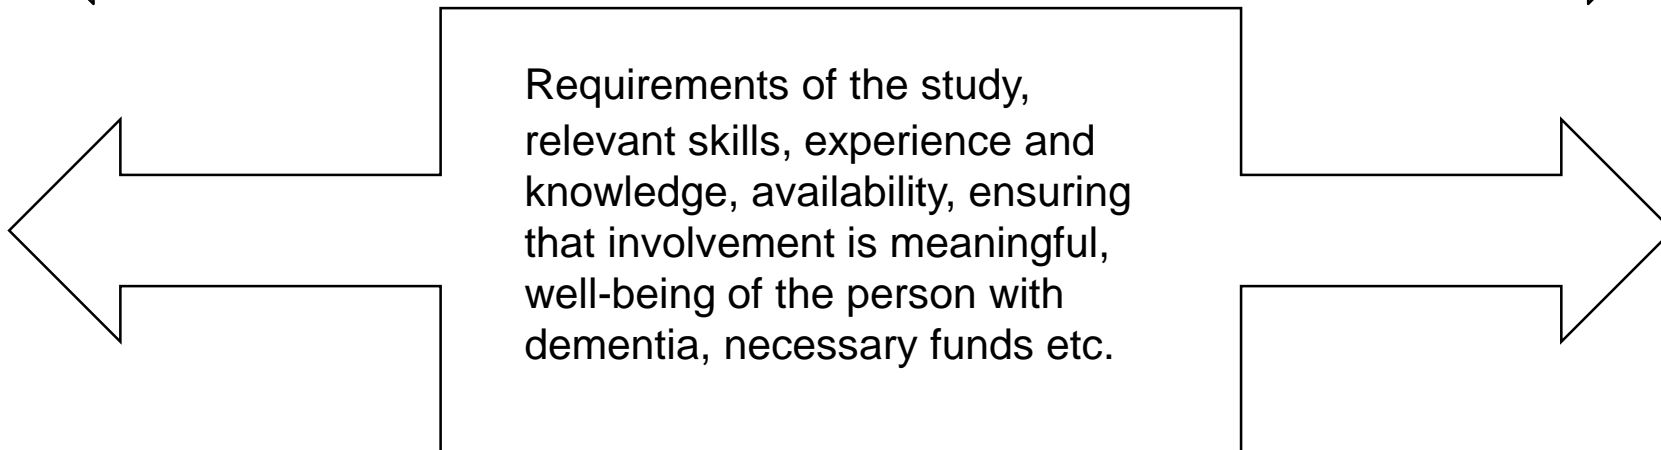 Requirements of the study,
relevant skills, experience and
knowledge, availability, ensuring
that involvement is meaningful,
well-being of the person with
dementia, necessary funds etc.